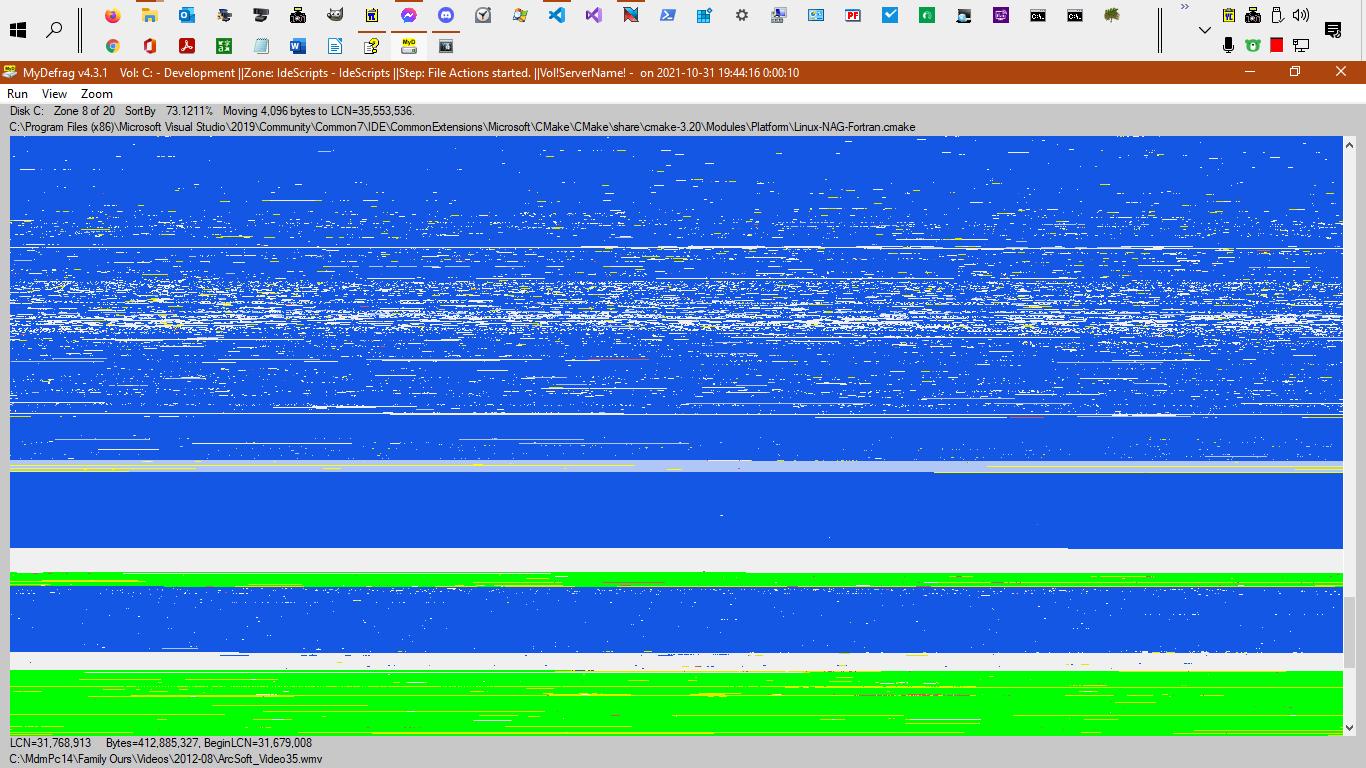 MyDefrag v4.3.1 Vol: C: - Development ||Zone: IdeScripts - IdeScripts ||Step: File Actions started. ||Vol!ServerName! - on 2021-10-31 19:44:16 0:00:10
Run View Zoom
Disk C: Zone 8 of 20 SortBy 73.1211% Moving 4,096 bytes to LCN=35,553,536.
C:\Program Files (x86)\Microsoft Visual Studio\2019\Community\Common7\IDE\CommonExtensions\Microsoft\CMake\CMake\share\cmake-3.20\Modules\Platform\Linux-NAG-Fortran.cmake
LCN=31,768,913 Bytes=412,885,327, BeginLCN=31,679,008
C:\MdmPc14\Family Ours\Videos\2012-08\ArcSoft_Video35.wmv